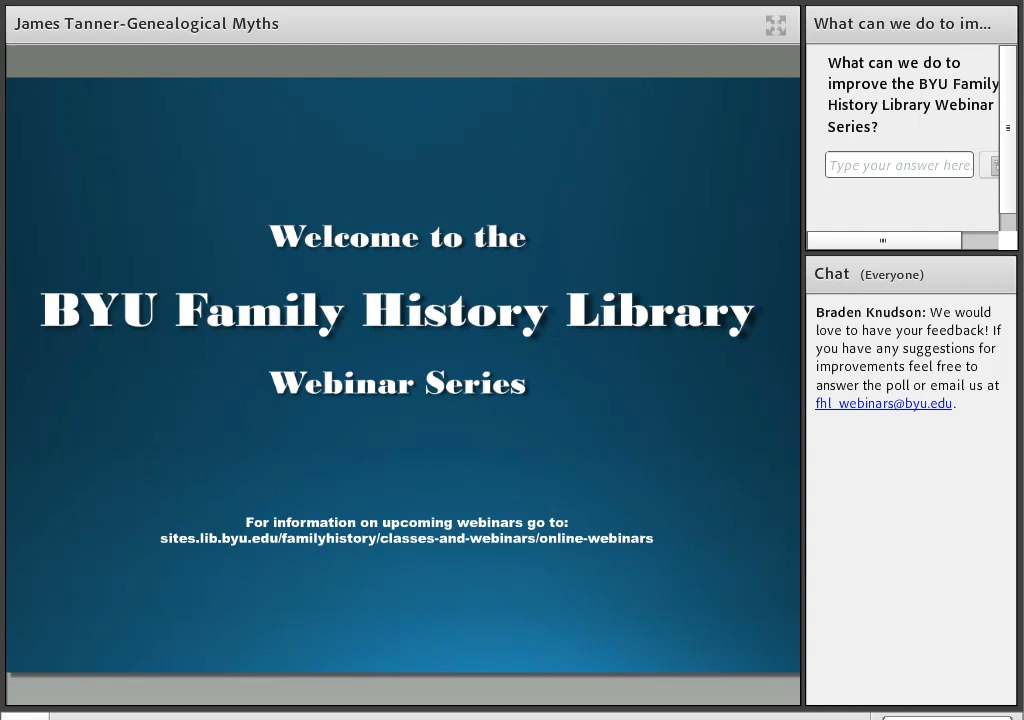 James Tanner-Genealogical Myths
Welcome to the
BYU Family History Library
Webinar Series
For information on upcoming webinars go to:
sites.lib.byu.edu/familyhistory/classes-and-webinars/online-webinars
What can we do to im...
What can we do to
improve the BYU Family
History Library Webinar
Series?
Type your answer here.
Chat (Everyone)
Braden Knudson: We would
love to have your feedback! If
you have any suggestions for
improvements feel free to
answer the poll or email us at
fhl_webinars@byu.edu.